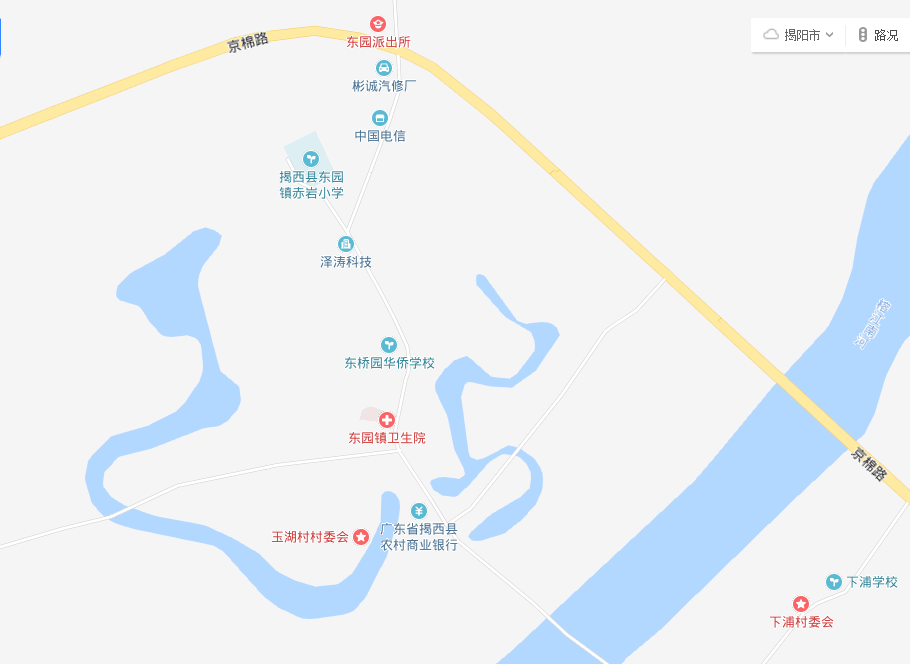 东园派出所
揭阳市
路况
京棉路
彬诚汽修厂
中国电信
揭西县东园
镇赤岩小学
泽涛科技
东桥园华侨学校
东园镇卫生院
京棉路
广东省揭西县
农村商业银行
玉湖村村委会
下浦学校
下浦村委会